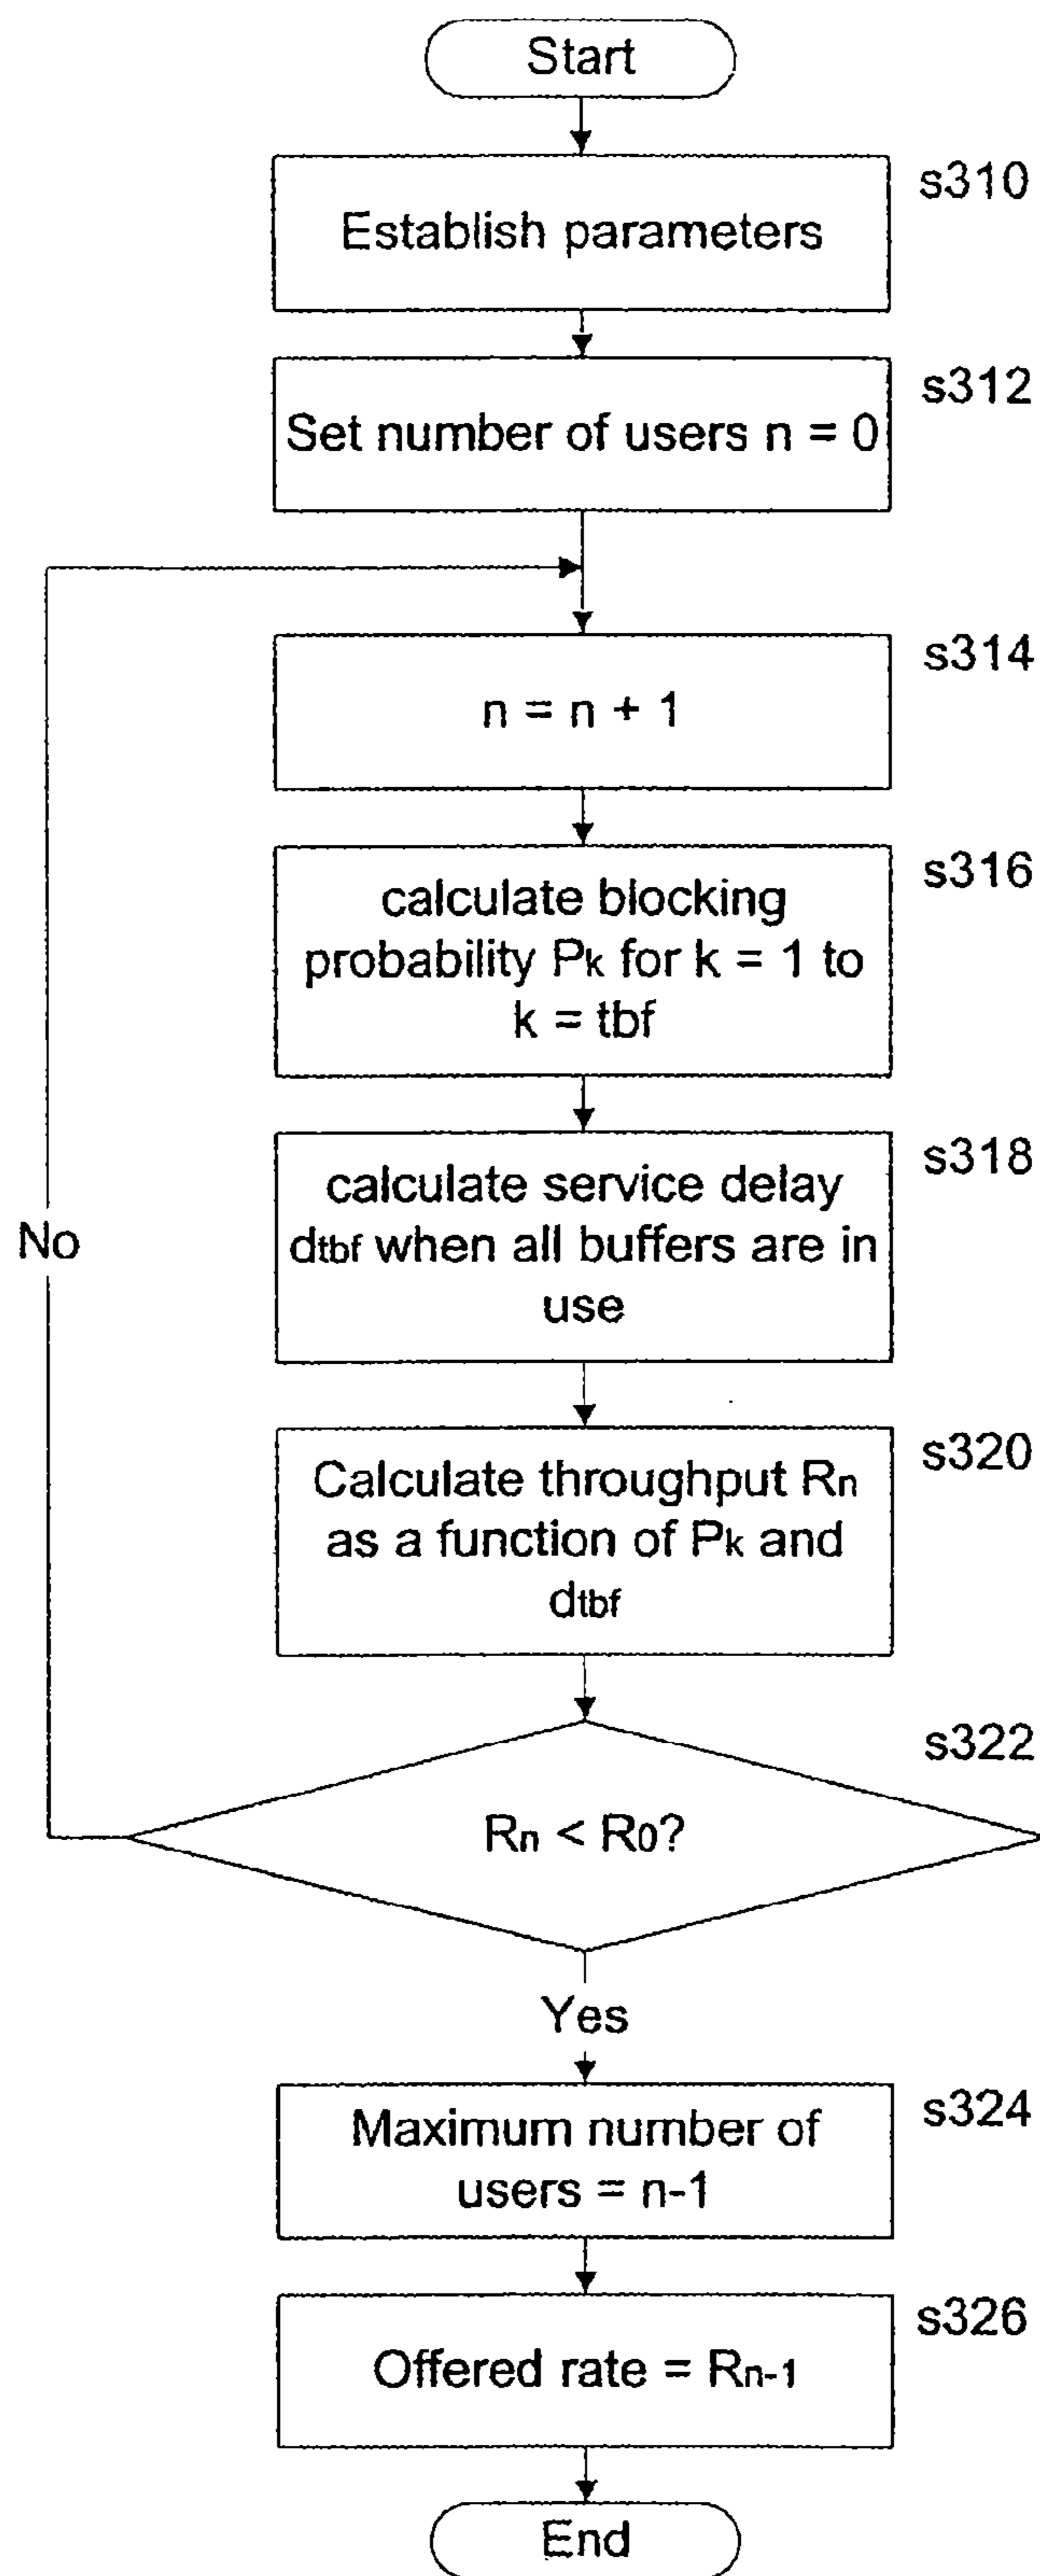 Start
s310
Establish parameters
s312
Set number of users n = 0
s314
n = n + 1
s316
calculate blocking
probability Pk for k = 1 to
k = tbf
s318
calculate service delay
dtbf when all buffers are in
use
No
s320
Calculate throughput Rn
as a function of Pk and
dtbf
s322
Rn < R0?
Yes
s324
Maximum number of
users = n-1
s326
Offered rate = Rn-1
End